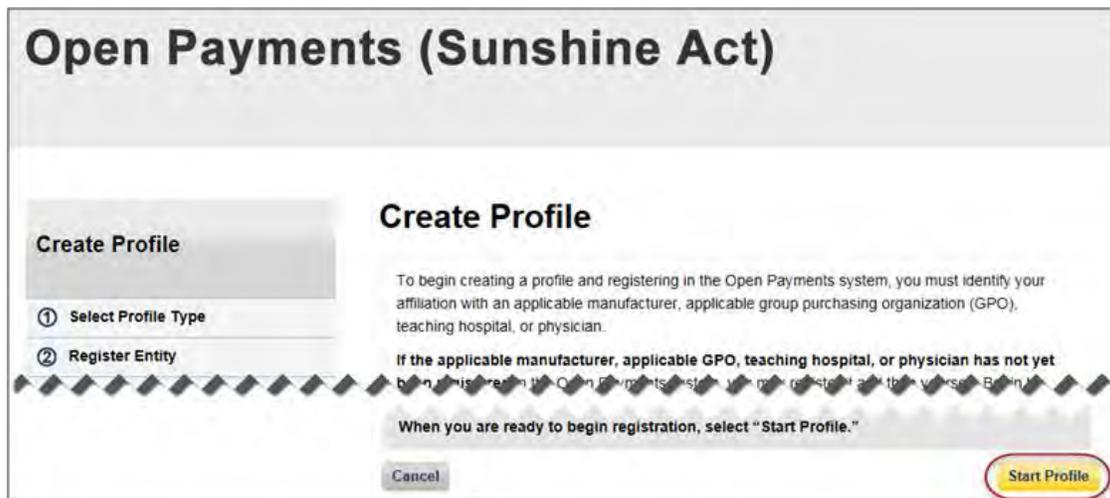 Open Payments (Sunshine Act)
Create Profile
① Select Profile Type
② Register Entity
Create Profile
To begin creating a profile and registering in the Open Payments system, you must identify your
affiliation with an applicable manufacturer, applicable group purchasing organization (GPO),
teaching hospital, or physician.
If the applicable manufacturer, applicable GPO, teaching hospital, or physician has not yet
When you are ready to begin registration, select “Start Profile.”
Cancel
Start Profile